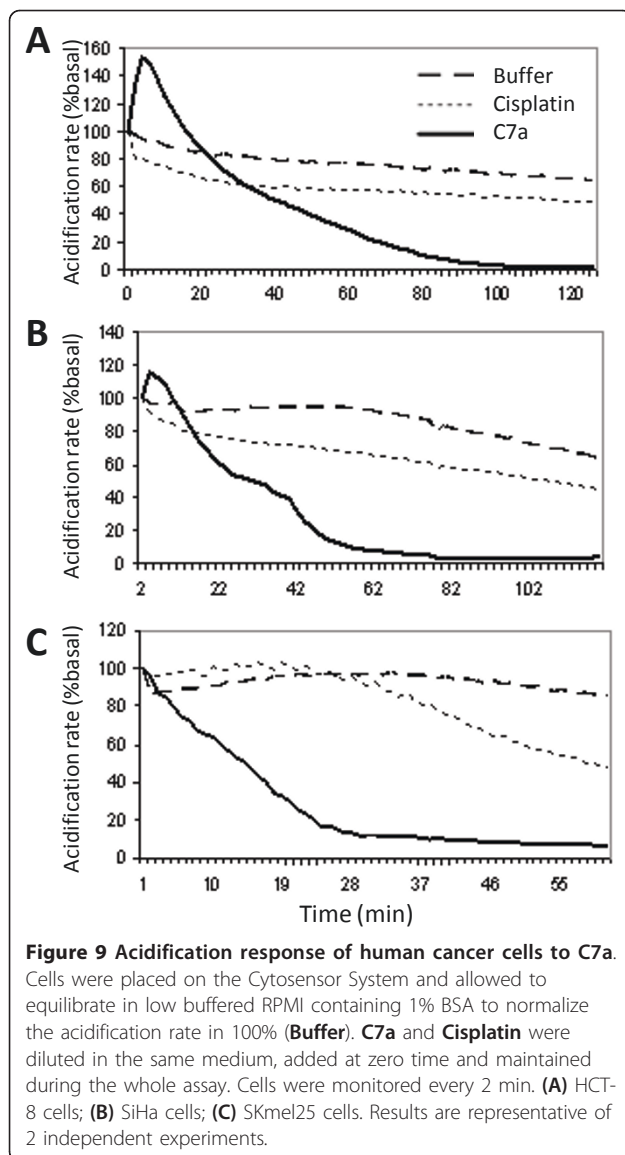 A
Acidification rate (%basal)
160
140
120
100
80
60
40
20
0
0 20 40 60 80 100 120
Buffer
Cisplatin
C7a
B
Acidification rate (%basal)
140
120
100
80
60
40
20
0
2 22 42 62 82 102
C
Acidification rate (%basal)
120
100
80
60
40
20
0
1 10 19 28 37 46 55
Time (min)
Figure 9 Acidification response of human cancer cells to C7a.
Cells were placed on the Cytosensor System and allowed to
equilibrate in low buffered RPMI containing 1% BSA to normalize
the acidification rate in 100% (Buffer). C7a and Cisplatin were
diluted in the same medium, added at zero time and maintained
during the whole assay. Cells were monitored every 2 min. (A) HCT-
8 cells; (B) SiHa cells; (C) SKmel25 cells. Results are representative of
2 independent experiments.